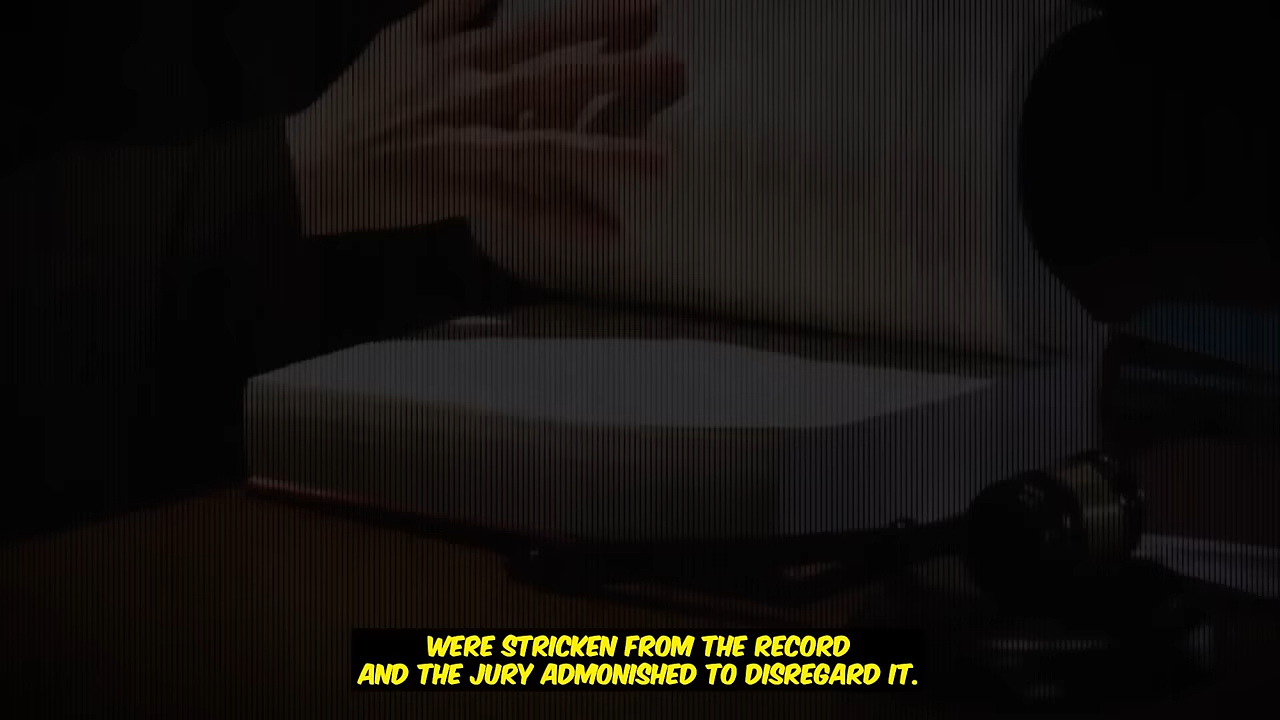 WERE STRICKEN FROM THE RECORD
AND THE JURY ADMONISHED TO DISREGARD IT.